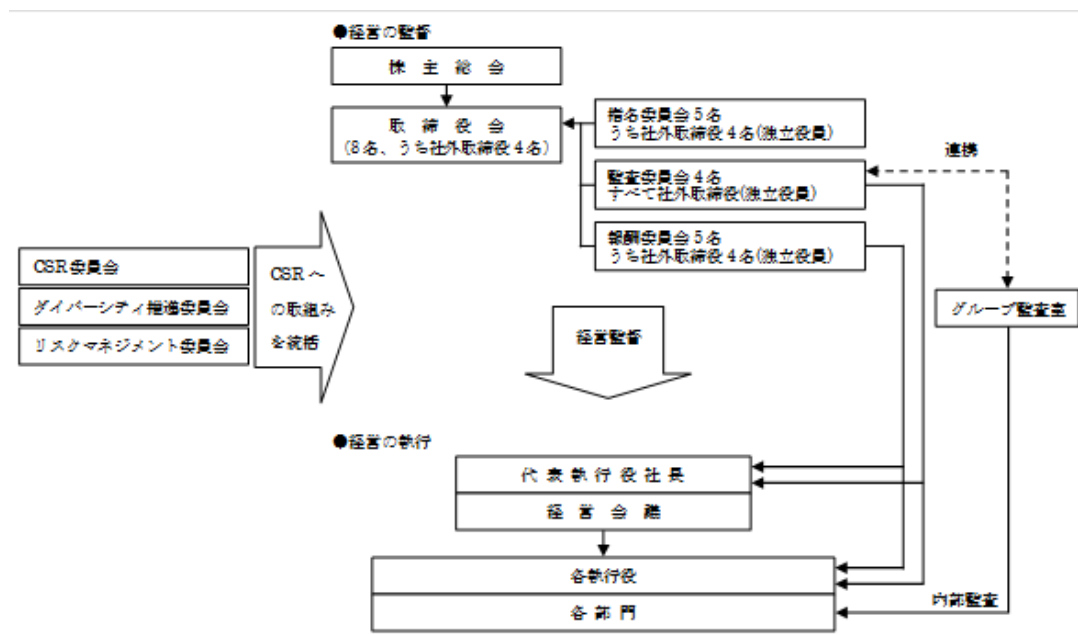 ●経営の監督
株主総会
取締役会
(8名、うち社外取締役4名)
指名委員会5名
うち社外取締役4名(独立役員)
監査委員会4名
すべて社外取締役(独立役員)
報酬委員会5名
うち社外取締役4名(独立役員)
連携
CSR委員会
ダイバーシティ推進委員会
リスクマネジメント委員会
CSRへ
の取組み
を統括
経営監督
グループ監査室
●経営の執行
代表執行役社長
経営会議
各執行役
各部門
内部監査